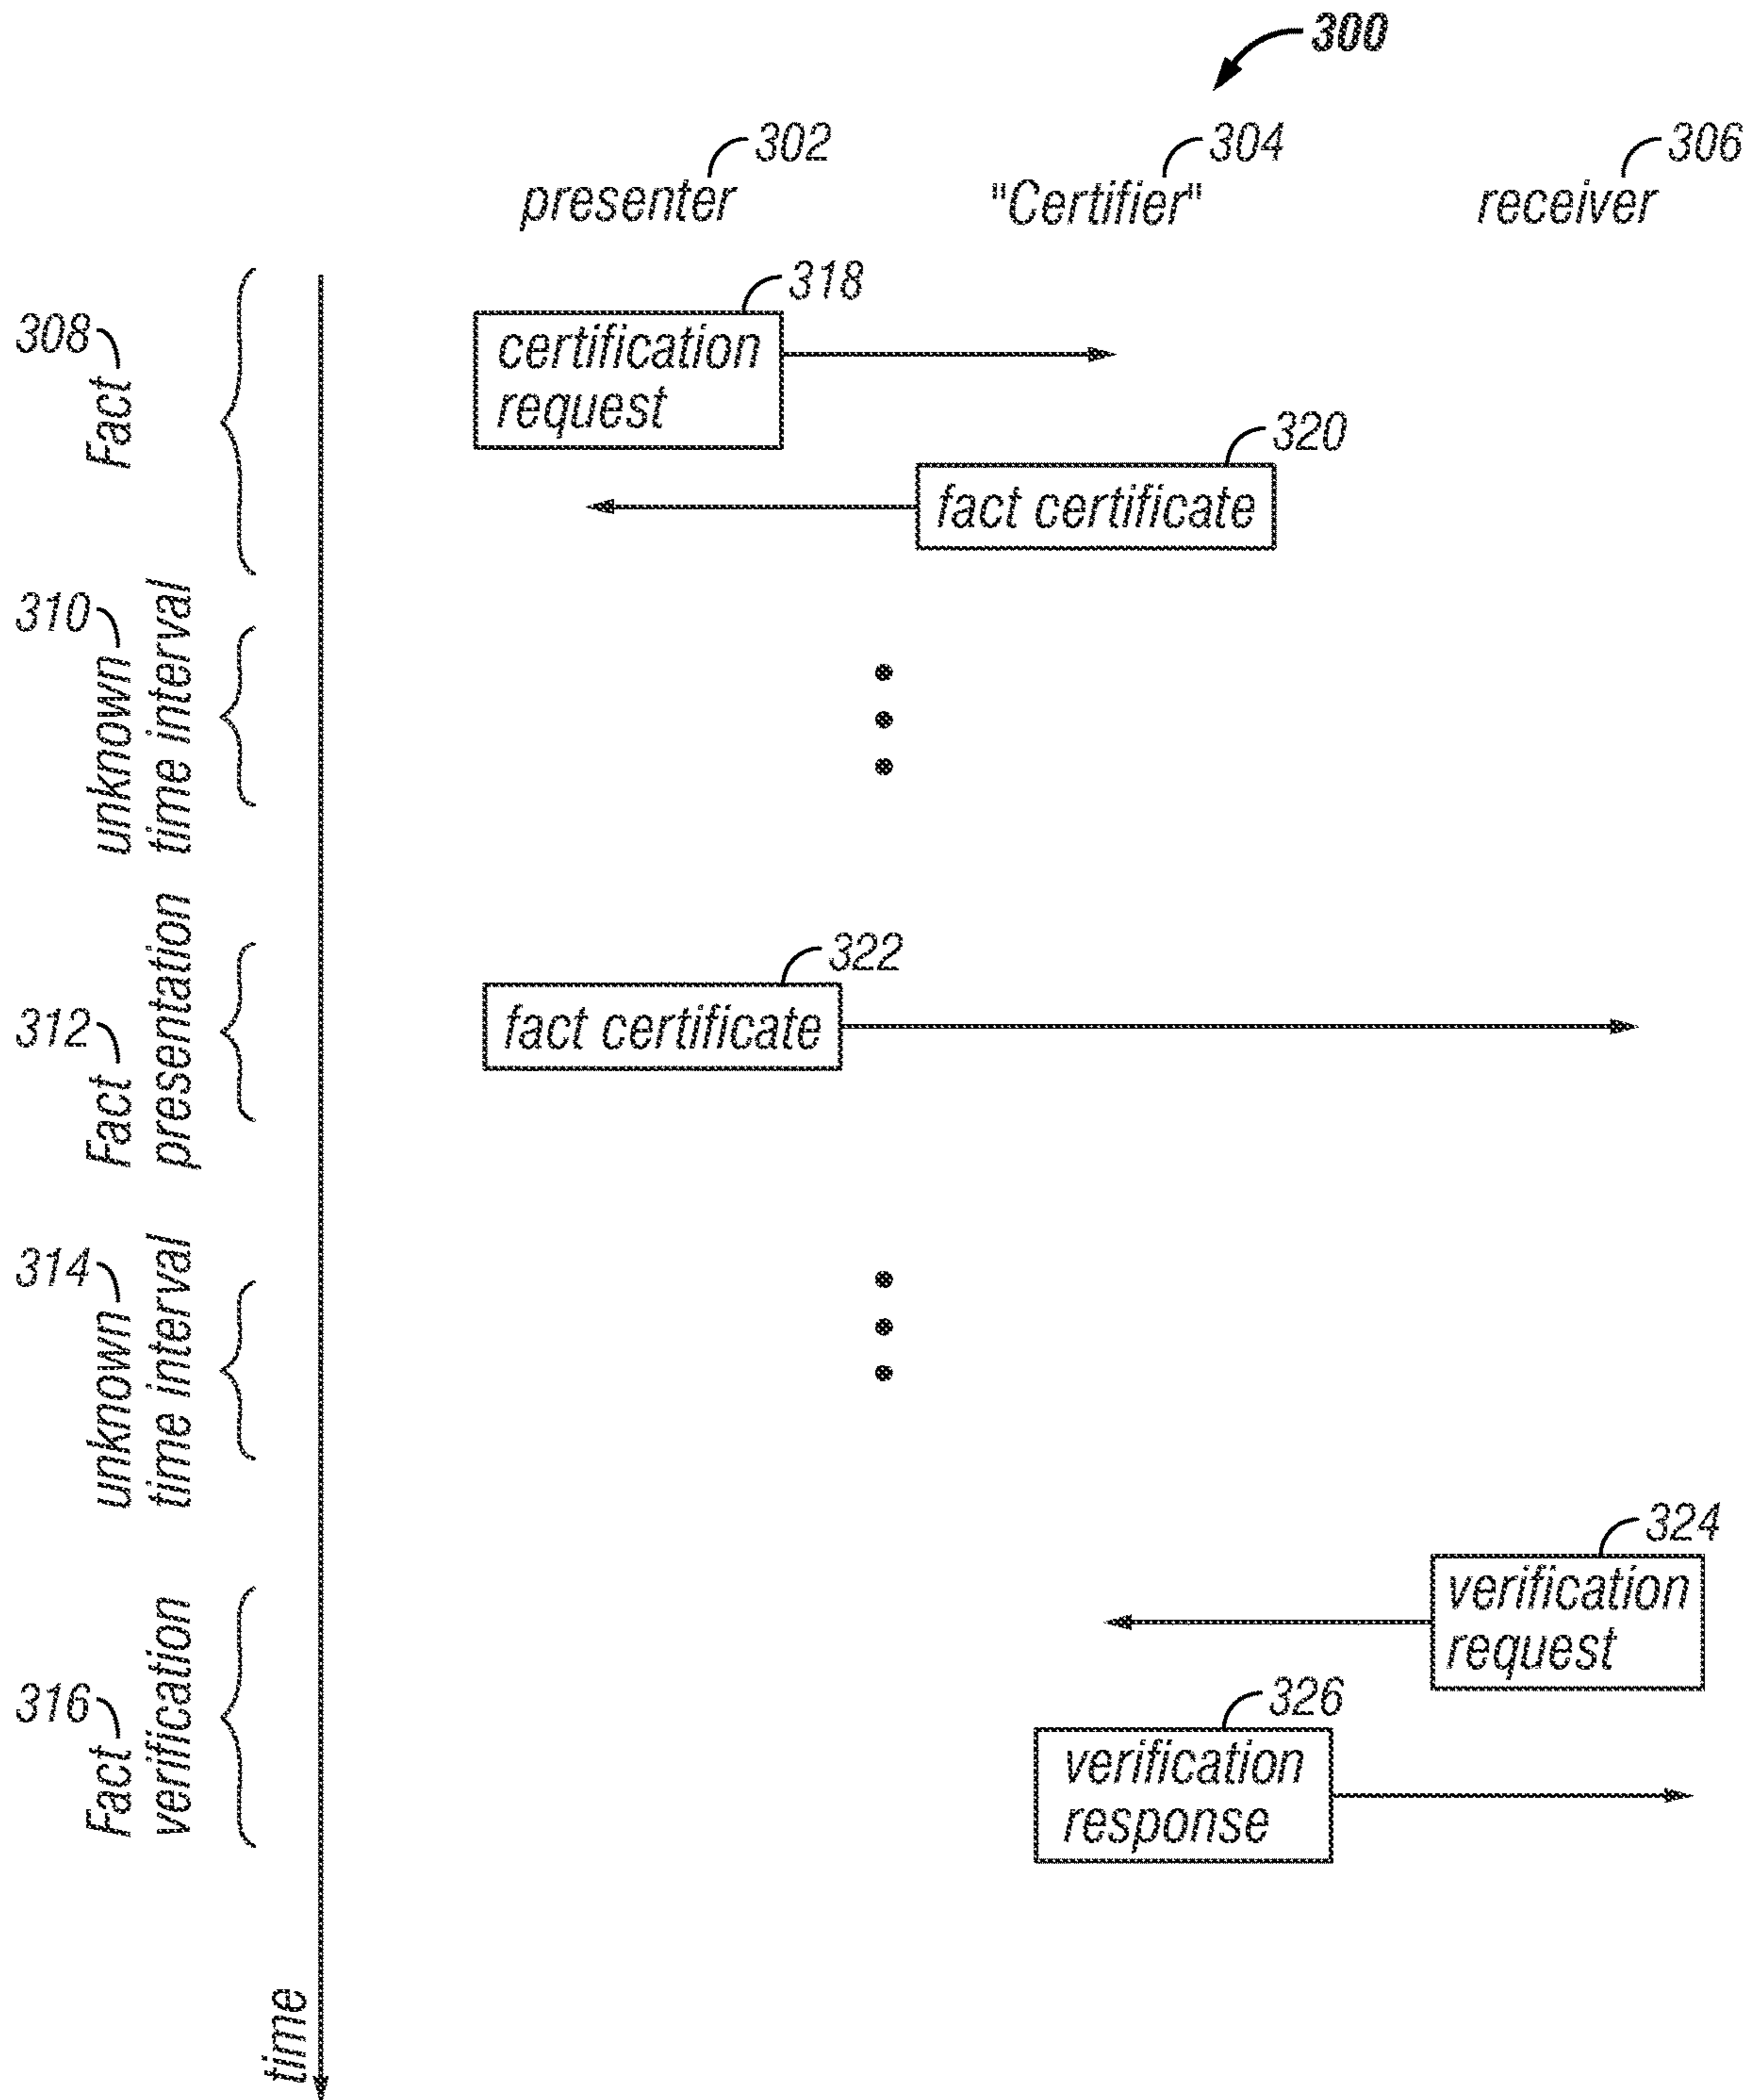 300
302
304
306
presenter
"Certifier"
receiver
308
Fact
318
certification
request
320
fact certificate
310
unknown
time interval
312
Fact
presentation
322
fact certificate
314
unknown
time interval
324
verification
request
316
Fact
verification
326
verification
response
time